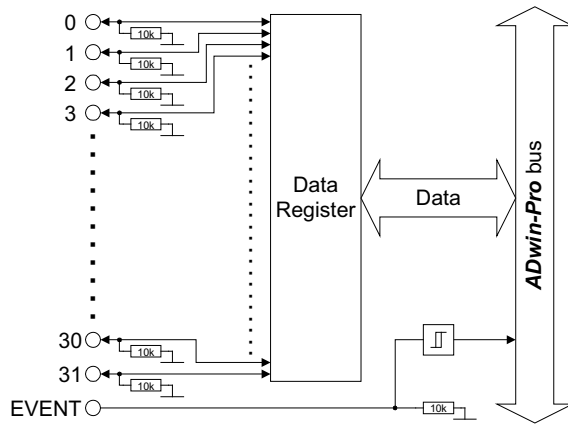 0
10k
1
10k
2
10k
3
10k
Data
Register
Data
ADwin-Pro bus
30
10k
31
10k
EVENT
10k